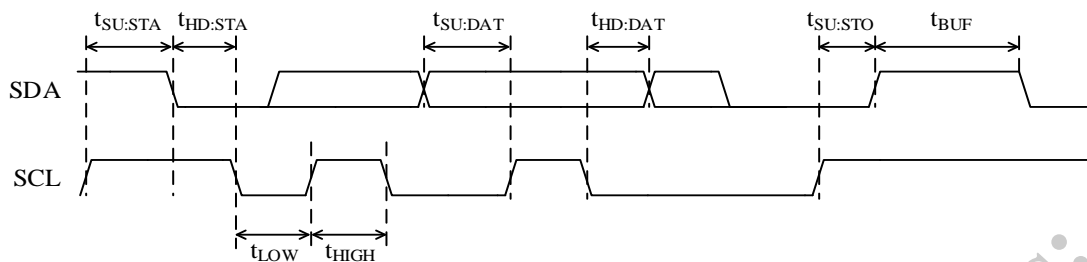 tSU:STA tHD:STA tSU:DAT tHD:DAT tSU:STO tBUF
SDA
SCL
tLOW tHIGH